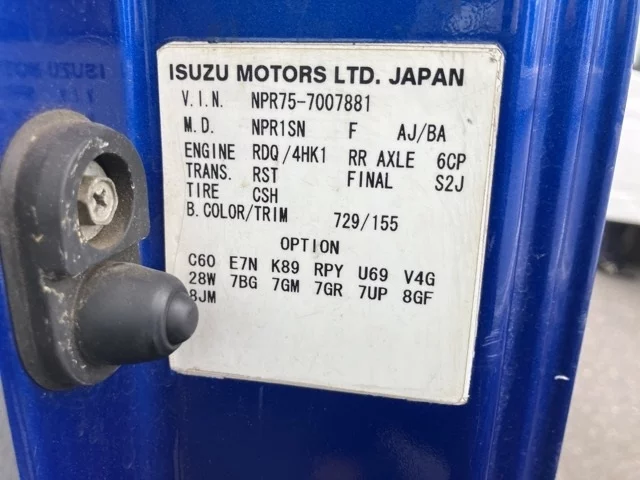 ISUZU MOTORS LTD. JAPAN
V.I.N. NPR75-7007881
M.D. NPR1SN F AJ/BA
ENGINE RDQ/4HK1 RR AXLE 6CP
TRANS. RST FINAL S2J
TIRE CSH
B.COLOR/TRIM 729/155
OPTION
C60 E7N K89 RPY U69 V4G
28W 7BG 7GM 7GR 7UP 8GF
8JM